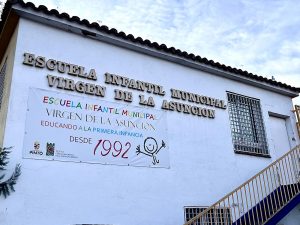 ESCUELA INFANTIL MUNICIPAL
VIRGEN DE LA ASUNCION
ESCUELA INFANTIL MUNICIPAL
VIRGEN DE LA ASUNCIÓN
EDUCANDO A LA PRIMERA INFANCIA
DESDE 1992